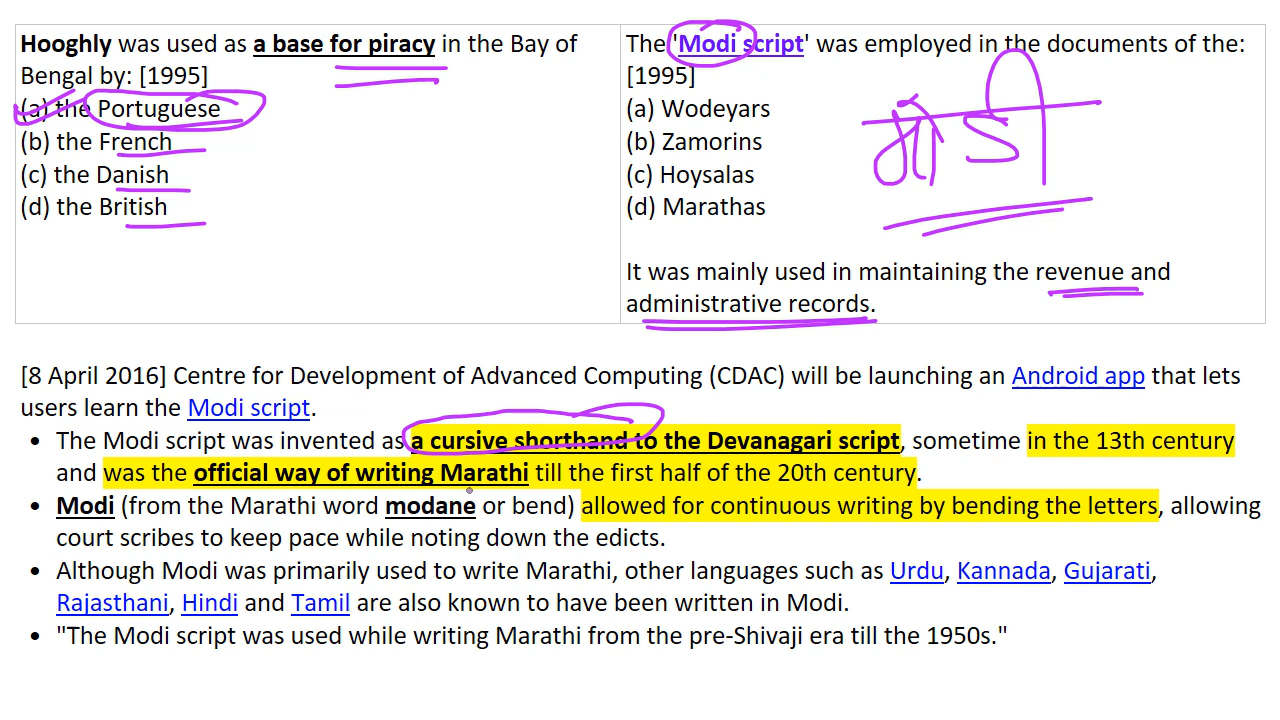 Hooghly was used as a base for piracy in the Bay of
Bengal by: [1995]
(a) the Portuguese
(b) the French
(c) the Danish
(d) the British
The 'Modi script' was employed in the documents of the:
[1995]
(a) Wodeyars
(b) Zamorins
(c) Hoysalas
(d) Marathas
It was mainly used in maintaining the revenue and
administrative records.
[8 April 2016] Centre for Development of Advanced Computing (CDAC) will be launching an Android app that lets
users learn the Modi script.
• The Modi script was invented as a cursive shorthand to the Devanagari script, sometime in the 13th century
and was the official way of writing Marathi till the first half of the 20th century.
• Modi (from the Marathi word modane or bend) allowed for continuous writing by bending the letters, allowing
court scribes to keep pace while noting down the edicts.
• Although Modi was primarily used to write Marathi, other languages such as Urdu, Kannada, Gujarati,
Rajasthani, Hindi and Tamil are also known to have been written in Modi.
• "The Modi script was used while writing Marathi from the pre-Shivaji era till the 1950s."